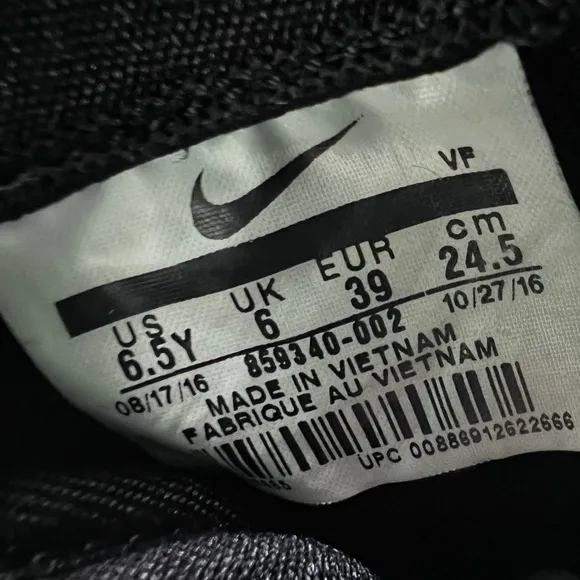 VF
US UK EUR cm
6.5Y 6 39 24.5
08/17/16 859340-002 10/27/16
MADE IN VIETNAM
FABRIQUE AU VIETNAM
UPC 00886912622666